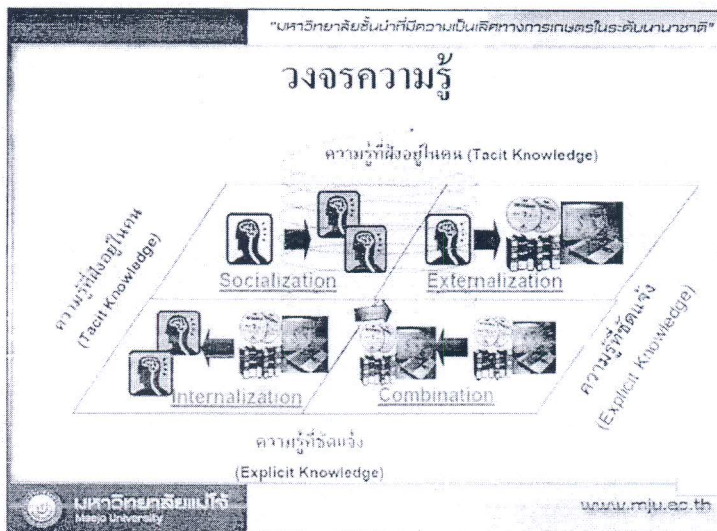 "มหาวิทยาลัยชั้นนำที่มีความเป็นเลิศทางการเกษตรในระดับนานาชาติ"
วงจรความรู้
ความรู้ที่ฝังอยู่ในคน (Tacit Knowledge)
ความรู้ที่ฝังอยู่ในคน
(Tacit Knowledge)
Socialization
Externalization
Internalization
Combination
ความรู้ที่ชัดแจ้ง
(Explicit Knowledge)
ความรู้ที่ชัดแจ้ง
(Explicit Knowledge)
มหาวิทยาลัยแม่โจ้
Maejo University
www.mju.ac.th